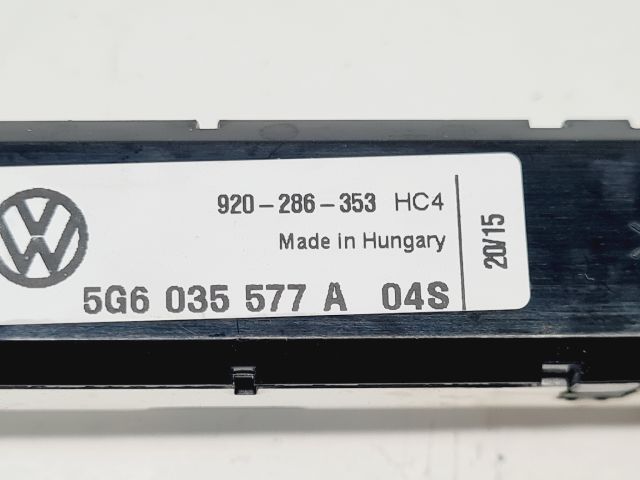 920-286-353 HC4
Made in Hungary
5G6 035 577 A 04S
20/15